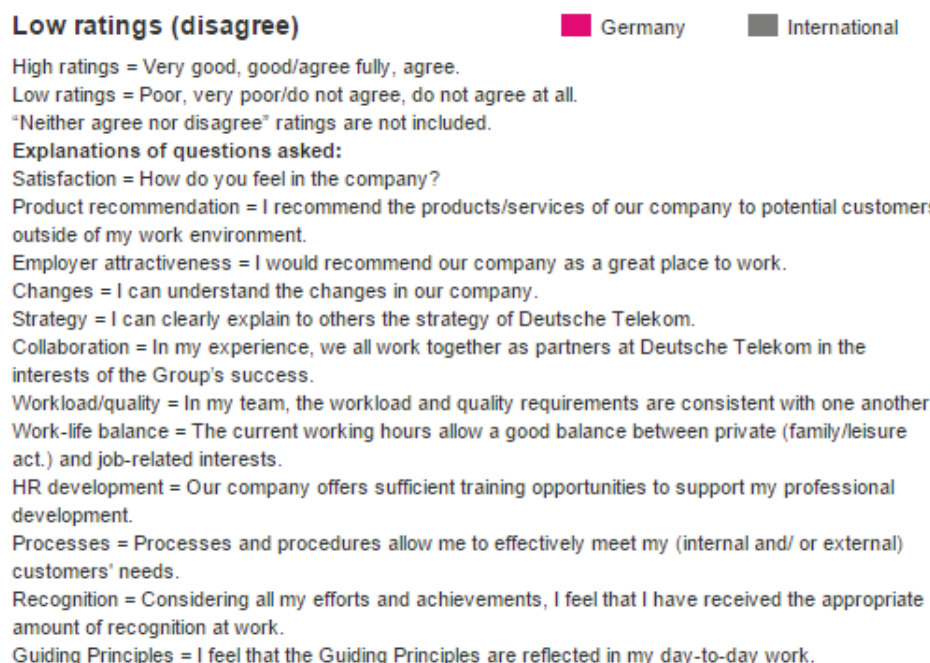 Low ratings (disagree)
Germany
International
High ratings = Very good, good/agree fully, agree.
Low ratings = Poor, very poor/do not agree, do not agree at all.
“Neither agree nor disagree” ratings are not included.
Explanations of questions asked:
Satisfaction = How do you feel in the company?
Product recommendation = I recommend the products/services of our company to potential customers
outside of my work environment.
Employer attractiveness = I would recommend our company as a great place to work.
Changes = I can understand the changes in our company.
Strategy = I can clearly explain to others the strategy of Deutsche Telekom.
Collaboration = In my experience, we all work together as partners at Deutsche Telekom in the
interests of the Group’s success.
Workload/quality = In my team, the workload and quality requirements are consistent with one another
Work-life balance = The current working hours allow a good balance between private (family/leisure
act.) and job-related interests.
HR development = Our company offers sufficient training opportunities to support my professional
development.
Processes = Processes and procedures allow me to effectively meet my (internal and/ or external)
customers’ needs.
Recognition = Considering all my efforts and achievements, I feel that I have received the appropriate
amount of recognition at work.
Guiding Principles = I feel that the Guiding Principles are reflected in my day-to-day work.